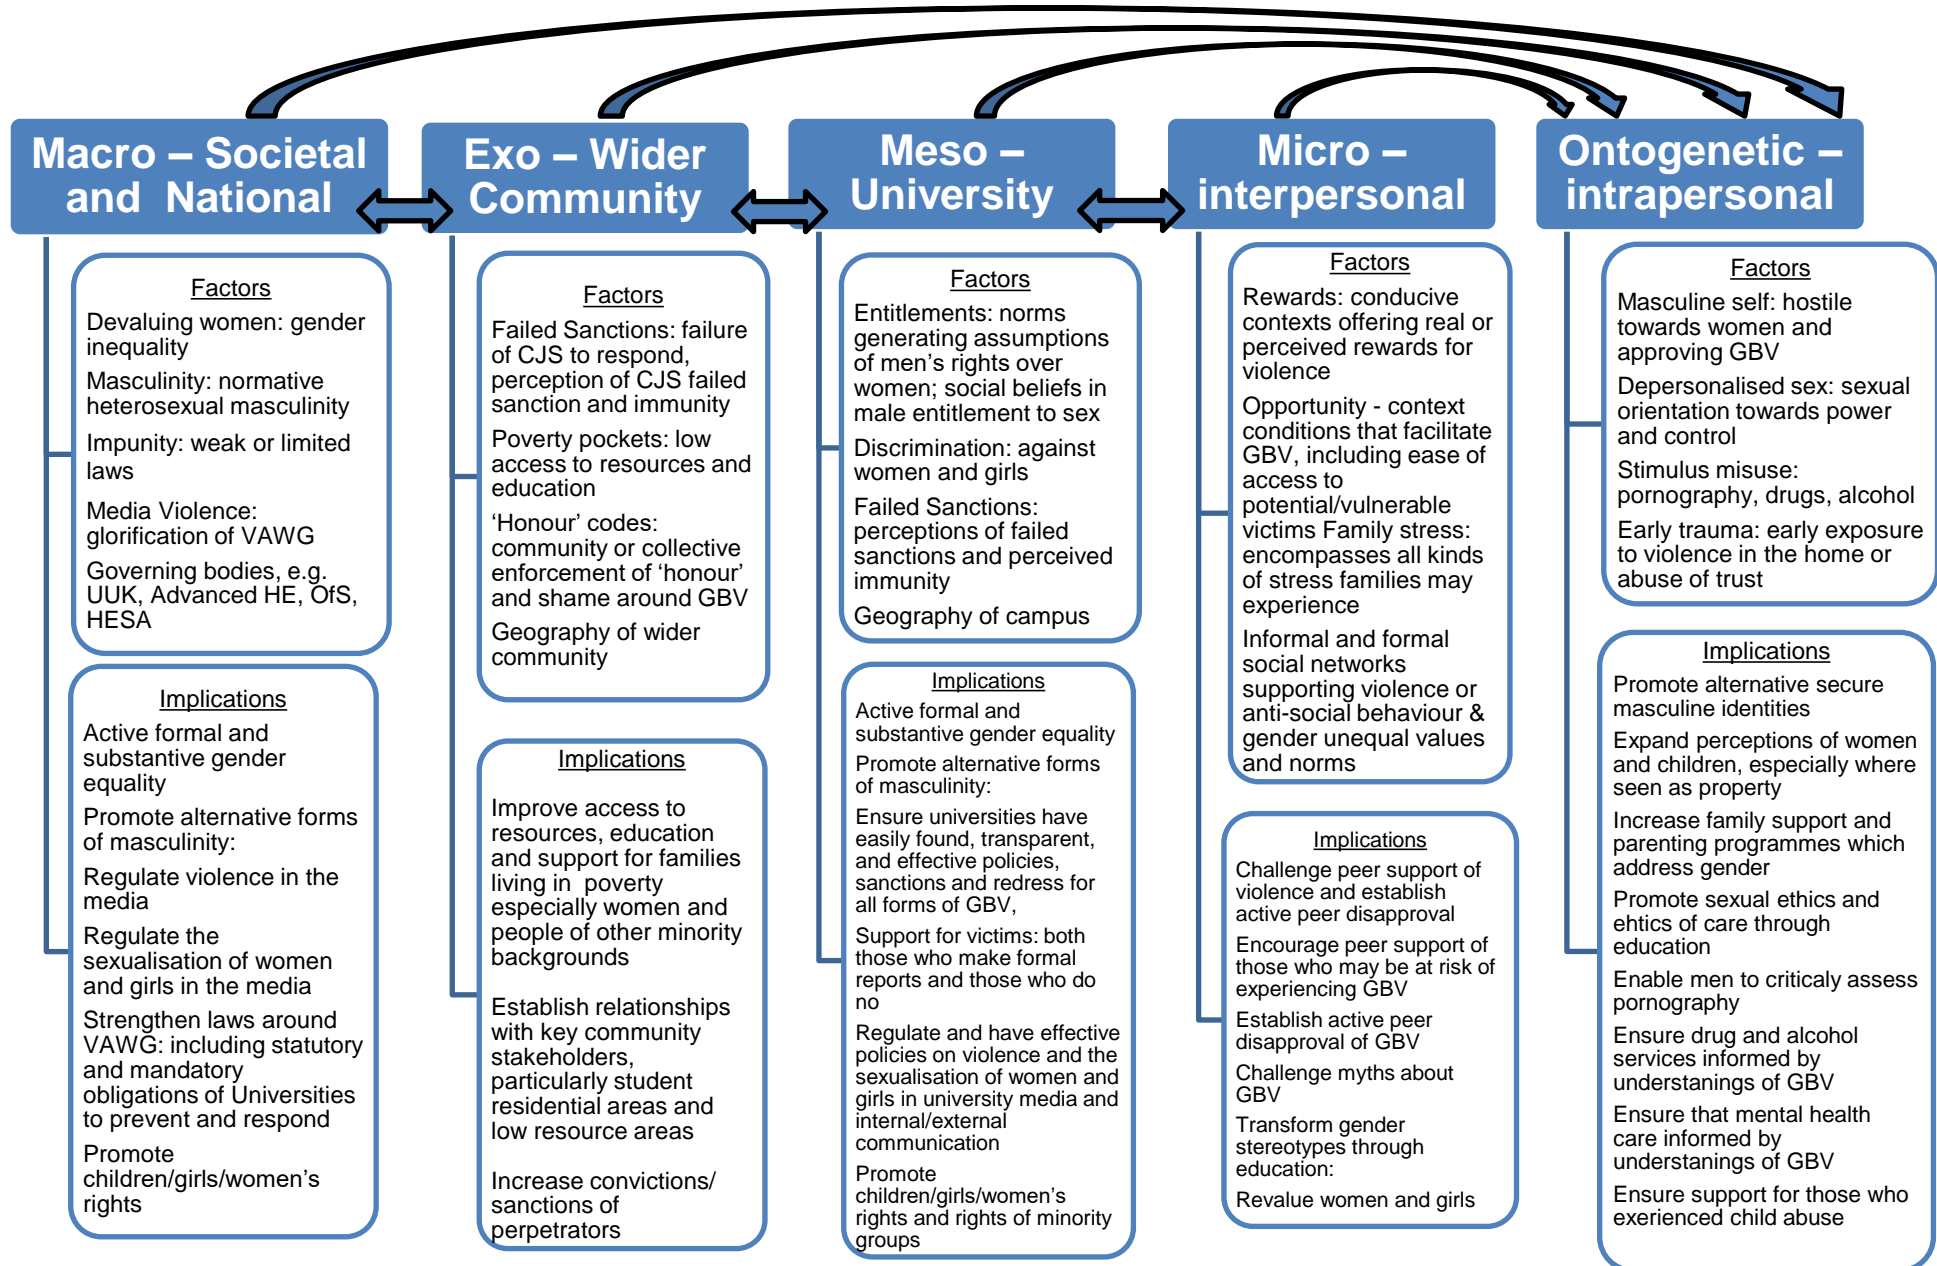 Macro – Societal
and National
Factors
Devaluing women: gender
inequality
Masculinity: normative
heterosexual masculinity
Impunity: weak or limited
laws
Media Violence:
glorification of VAWG
Governing bodies, e.g.
UUK, Advanced HE, OfS,
HESA
Implications
Active formal and
substantive gender
equality
Promote alternative forms
of masculinity:
Regulate violence in the
media
Regulate the
sexualisation of women
and girls in the media
Strengthen laws around
VAWG: including statutory
and mandatory
obligations of Universities
to prevent and respond
Promote
children/girls/women’s
rights
Exo – Wider
Community
Factors
Failed Sanctions: failure
of CJS to respond,
perception of CJS failed
sanction and immunity
Poverty pockets: low
access to resources and
education
‘Honour’ codes:
community or collective
enforcement of ‘honour’
and shame around GBV
Geography of wider
community
Implications
Improve access to
resources, education
and support for families
living in poverty
especially women and
people of other minority
backgrounds
Establish relationships
with key community
stakeholders,
particularly student
residential areas and
low resource areas
Increase convictions/
sanctions of
perpetrators
Meso –
University
Factors
Entitlements: norms
generating assumptions
of men’s rights over
women; social beliefs in
male entitlement to sex
Discrimination: against
women and girls
Failed Sanctions:
perceptions of failed
sanctions and perceived
immunity
Geography of campus
Implications
Active formal and
substantive gender equality
Promote alternative forms
of masculinity:
Ensure universities have
easily found, transparent,
and effective policies,
sanctions and redress for
all forms of GBV,
Support for victims: both
those who make formal
reports and those who do
no
Regulate and have effective
policies on violence and the
sexualisation of women and
girls in university media and
internal/external
communication
Promote
children/girls/women’s
rights and rights of minority
groups
Micro –
interpersonal
Factors
Rewards: conducive
contexts offering real or
perceived rewards for
violence
Opportunity - context
conditions that facilitate
GBV, including ease of
access to
potential/vulnerable
victims Family stress:
encompasses all kinds
of stress families may
experience
Informal and formal
social networks
supporting violence or
anti-social behaviour &
gender unequal values
and norms
Implications
Challenge peer support of
violence and establish
active peer disapproval
Encourage peer support of
those who may be at risk of
experiencing GBV
Establish active peer
disapproval of GBV
Challenge myths about
GBV
Transform gender
stereotypes through
education:
Revalue women and girls
Ontogenetic –
intrapersonal
Factors
Masculine self: hostile
towards women and
approving GBV
Depersonalised sex: sexual
orientation towards power
and control
Stimulus misuse:
pornography, drugs, alcohol
Early trauma: early exposure
to violence in the home or
abuse of trust
Implications
Promote alternative secure
masculine identities
Expand perceptions of women
and children, especially where
seen as property
Increase family support and
parenting programmes which
address gender
Promote sexual ethics and
ehtics of care through
education
Enable men to criticaly assess
pornography
Ensure drug and alcohol
services informed by
understanings of GBV
Ensure that mental health
care informed by
understanings of GBV
Ensure support for those who
exerienced child abuse